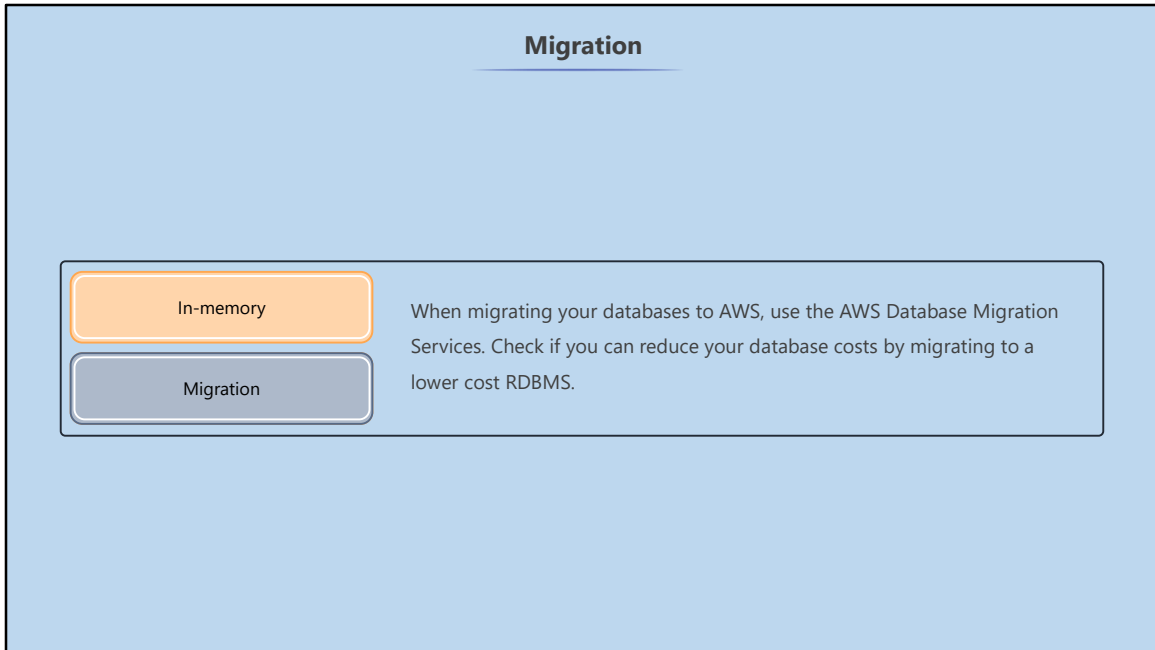 Migration
In-memory
Migration
When migrating your databases to AWS, use the AWS Database Migration
Services. Check if you can reduce your database costs by migrating to a
lower cost RDBMS.